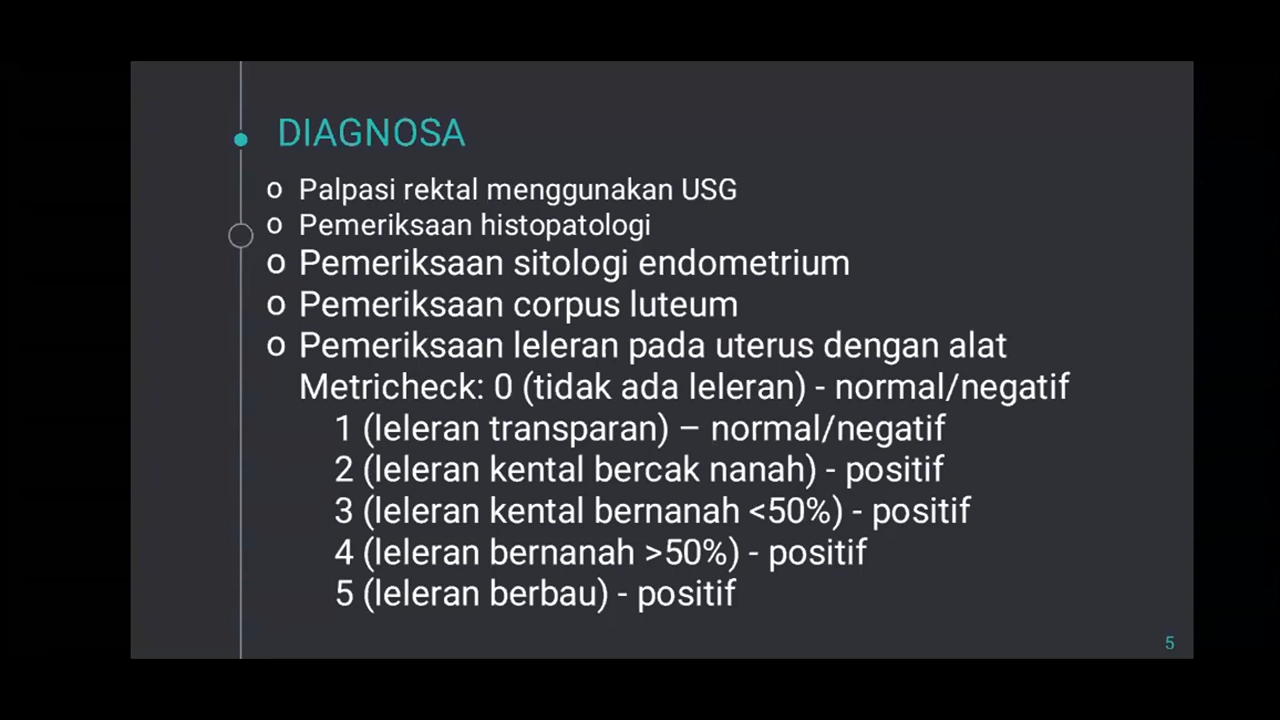 DIAGNOSA
o Palpasi rektal menggunakan USG
o Pemeriksaan histopatologi
o Pemeriksaan sitologi endometrium
o Pemeriksaan corpus luteum
o Pemeriksaan leleran pada uterus dengan alat
Metricheck: 0 (tidak ada leleran) - normal/negatif
1 (leleran transparan) – normal/negatif
2 (leleran kental bercak nanah) - positif
3 (leleran kental bernanah <50%) - positif
4 (leleran bernanah >50%) - positif
5 (leleran berbau) - positif
5